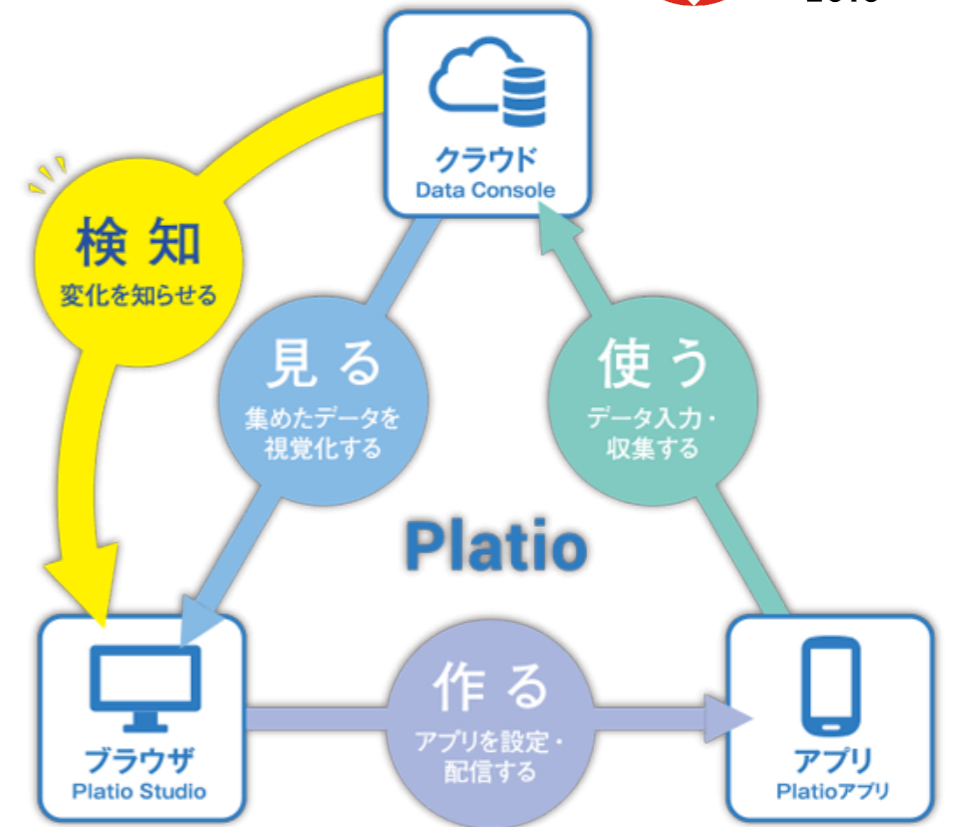 クラウド
Data Console
検知
変化を知らせる
見る
集めたデータを
視覚化する
使う
データ入力・
収集する
Platio
作る
アプリを設定・
配信する
ブラウザ
Platio Studio
アプリ
Platioアプリ